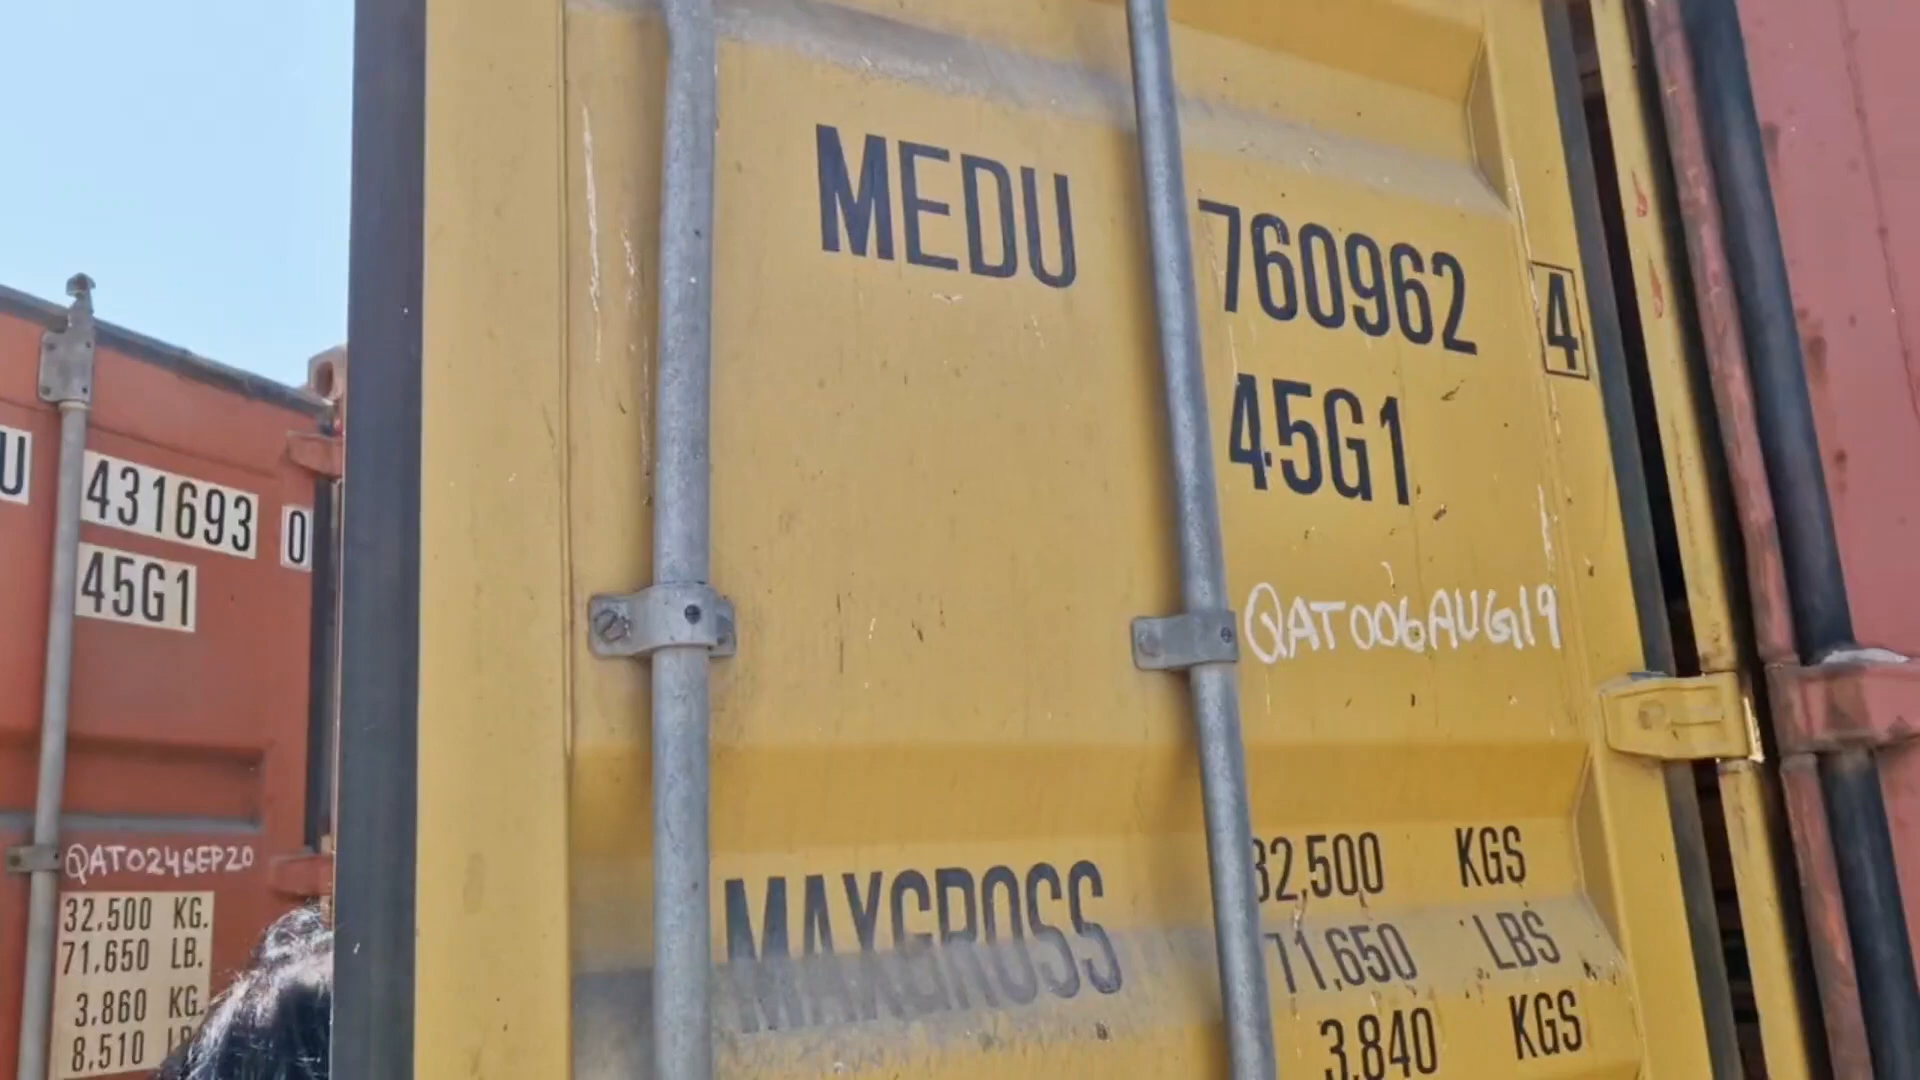 MEDU 760962 4
45G1
QAT006AUG19
MAXGROSS 32,500 KGS
71,650 LBS
3,840 KGS
U 431693 0
45G1
QAT024SEP20
32,500 KG.
71,650 LB.
3,860 KG.
8,510